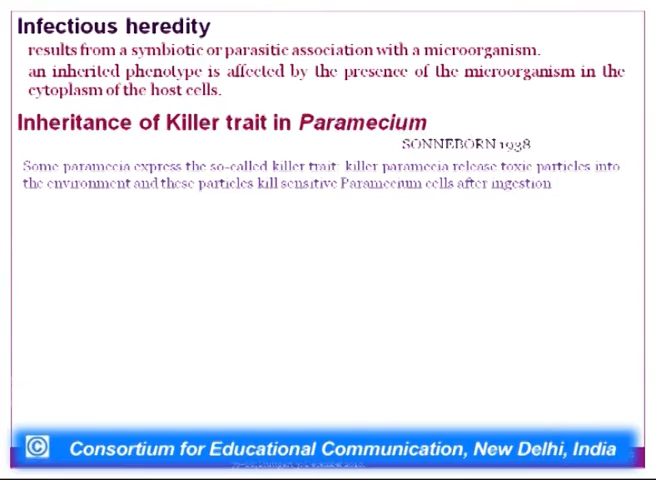 Infectious heredity
results from a symbiotic or parasitic association with a microorganism.
an inherited phenotype is affected by the presence of the microorganism in the
cytoplasm of the host cells.
Inheritance of Killer trait in Paramecium
SONNEBORN 1938
Some paramecia express the so-called killer trait: killer paramecia release toxic particles into
the environment and these particles kill sensitive Paramecium cells after ingestion
© Consortium for Educational Communication, New Delhi, India